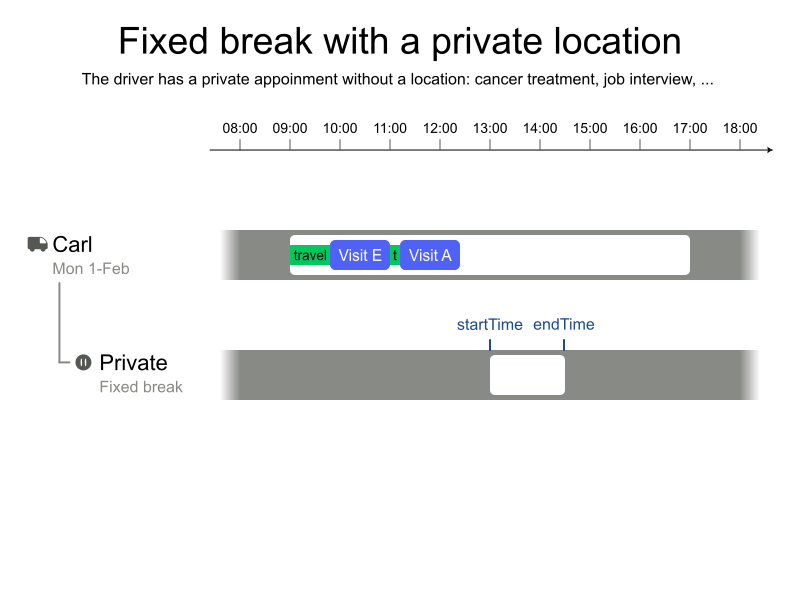 Fixed break with a private location
The driver has a private appoinment without a location: cancer treatment, job interview, ...
08:00 09:00 10:00 11:00 12:00 13:00 14:00 15:00 16:00 17:00 18:00
Carl
Mon 1-Feb
travel Visit E t Visit A
startTime endTime
Private
Fixed break